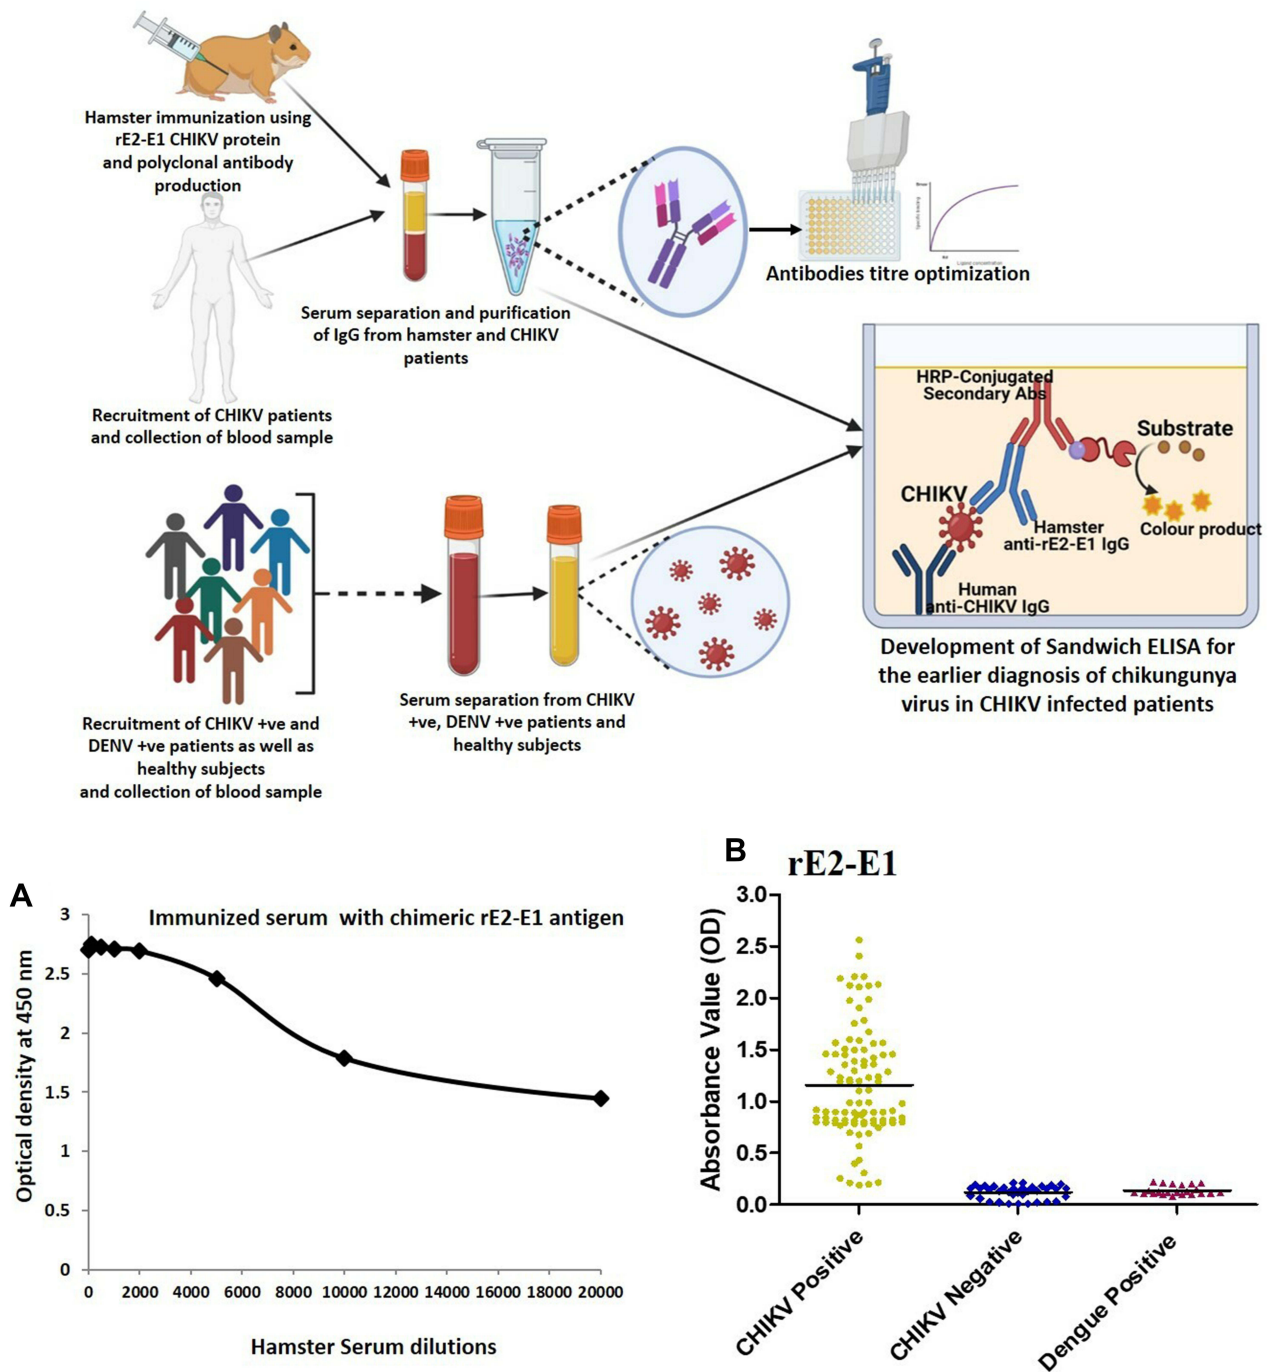 Hamster immunization using
rE2-E1 CHIKV protein
and polyclonal antibody
production
Recruitment of CHIKV patients
and collection of blood sample
Serum separation and purification
of IgG from hamster and CHIKV
patients
Antibodies titre optimization
Ligand concentration
HRP-Conjugated
Secondary Abs
Substrate
CHIKV
Colour product
Hamster
anti-rE2-E1 IgG
Human
anti-CHIKV IgG
Development of Sandwich ELISA for
the earlier diagnosis of chikungunya
virus in CHIKV infected patients
Serum separation from CHIKV
+ve, DENV +ve patients and
healthy subjects
Recruitment of CHIKV +ve and
DENV +ve patients as well as
healthy subjects
and collection of blood sample
A
Immunized serum with chimeric rE2-E1 antigen
Optical density at 450 nm
3
2.5
2
1.5
1
0.5
0
0 2000 4000 6000 8000 10000 12000 14000 16000 18000 20000
Hamster Serum dilutions
B
rE2-E1
Absorbance Value (OD)
3.0
2.5
2.0
1.5
1.0
0.5
0.0
CHIKV Positive
CHIKV Negative
Dengue Positive